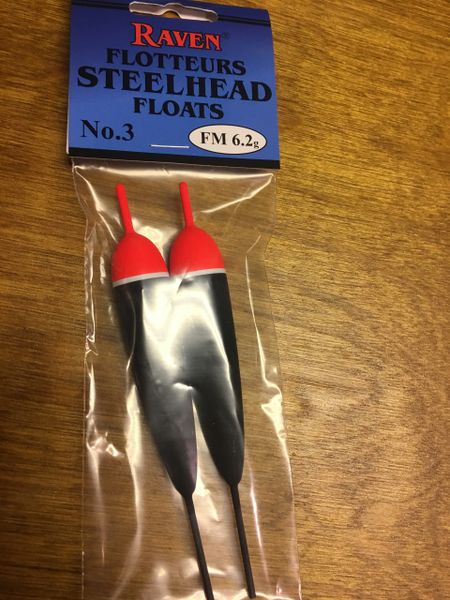 RAVEN®
FLOTTEURS
STEELHEAD
FLOATS
No.3
FM 6.2g